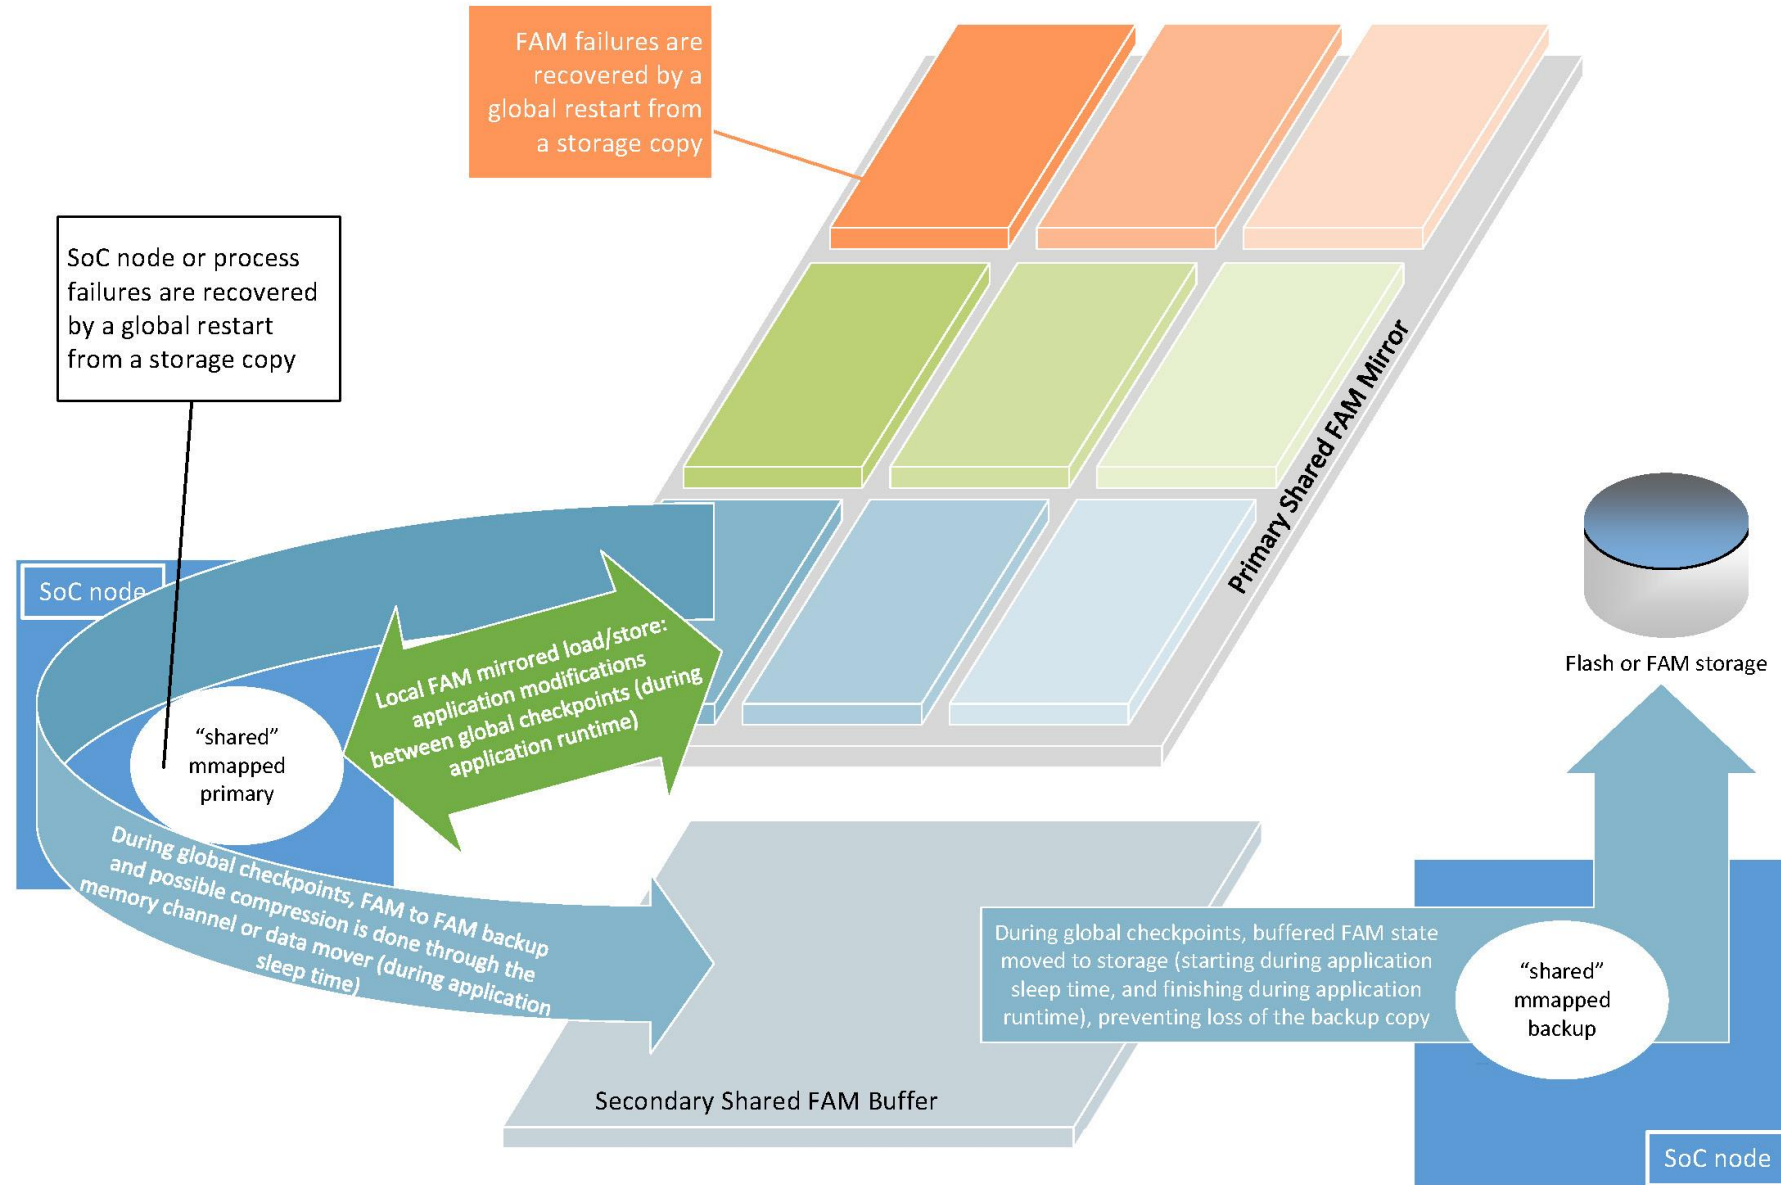 FAM failures are
recovered by a
global restart from
a storage copy
SoC node or process
failures are recovered
by a global restart
from a storage copy
Primary Shared FAM Mirror
SoC node
Local FAM mirrored load/store:
application modifications
between global checkpoints (during
application runtime)
“shared”
mmapped
primary
Flash or FAM storage
During global checkpoints, FAM to FAM backup
and possible compression is done through the
memory channel or data mover (during application
sleep time)
During global checkpoints, buffered FAM state
moved to storage (starting during application
sleep time, and finishing during application
runtime), preventing loss of the backup copy
“shared”
mmapped
backup
Secondary Shared FAM Buffer
SoC node